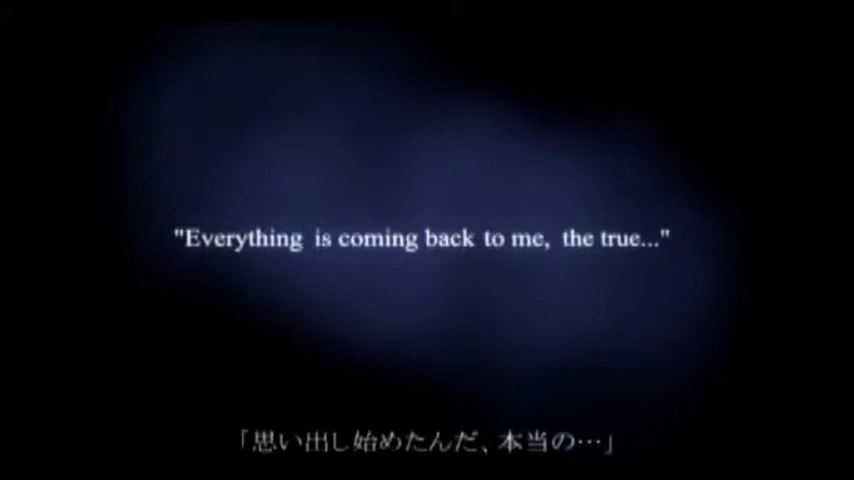 "Everything is coming back to me, the true..."
「思い出し始めたんだ、本当の…」